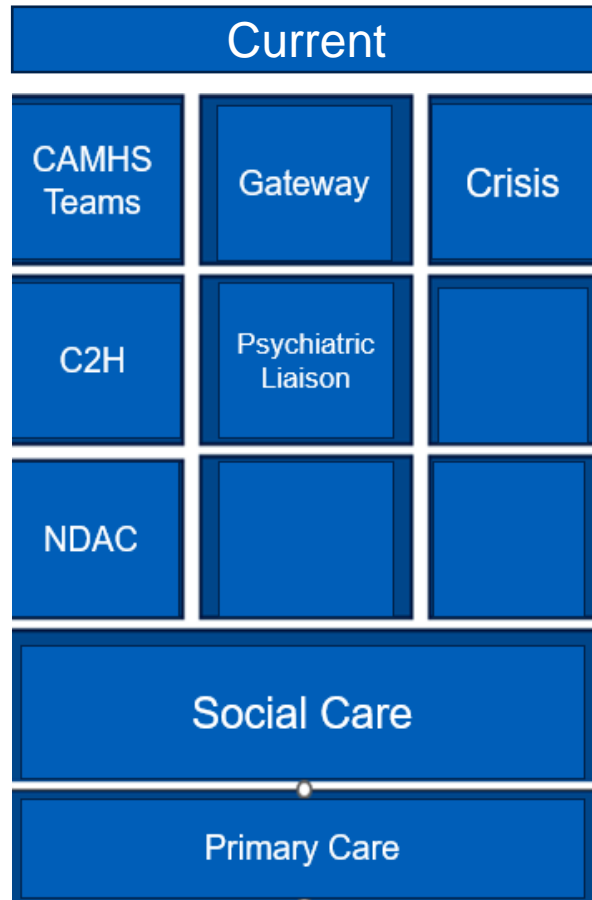 Current
CAMHS
Teams
Gateway
Crisis
C2H
Psychiatric
Liaison
NDAC
Social Care
Primary Care